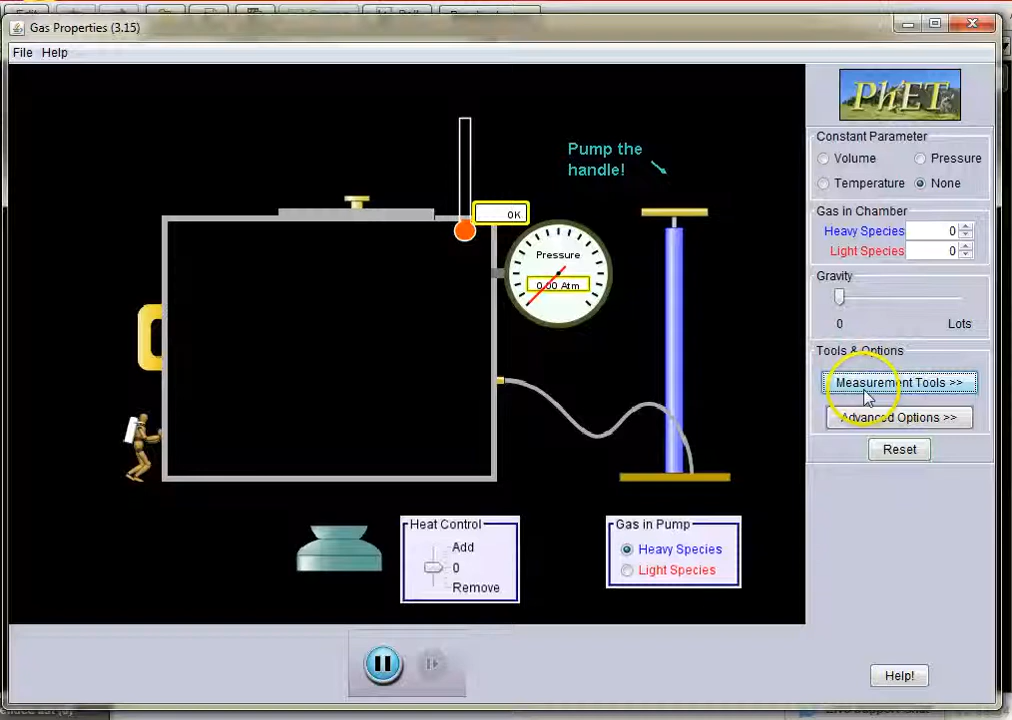 Gas Properties (3.15)
File Help
PhET
Pump the
handle!
Constant Parameter
Volume Pressure
Temperature None
Gas in Chamber
Heavy Species 0
Light Species 0
Gravity
0 Lots
Tools & Options
Measurement Tools >>
Advanced Options >>
Reset
0K
Pressure
0.00 Atm
Heat Control
Add
0
Remove
Gas in Pump
Heavy Species
Light Species
Help!